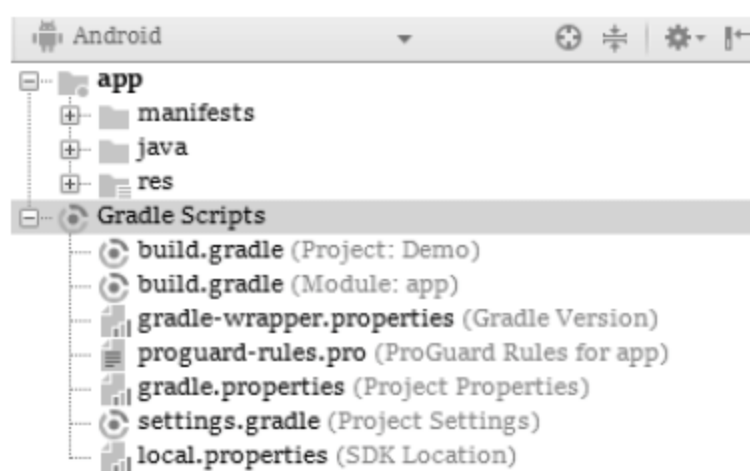 Android
app
manifests
java
res
Gradle Scripts
build.gradle (Project: Demo)
build.gradle (Module: app)
gradle-wrapper.properties (Gradle Version)
proguard-rules.pro (ProGuard Rules for app)
gradle.properties (Project Properties)
settings.gradle (Project Settings)
local.properties (SDK Location)